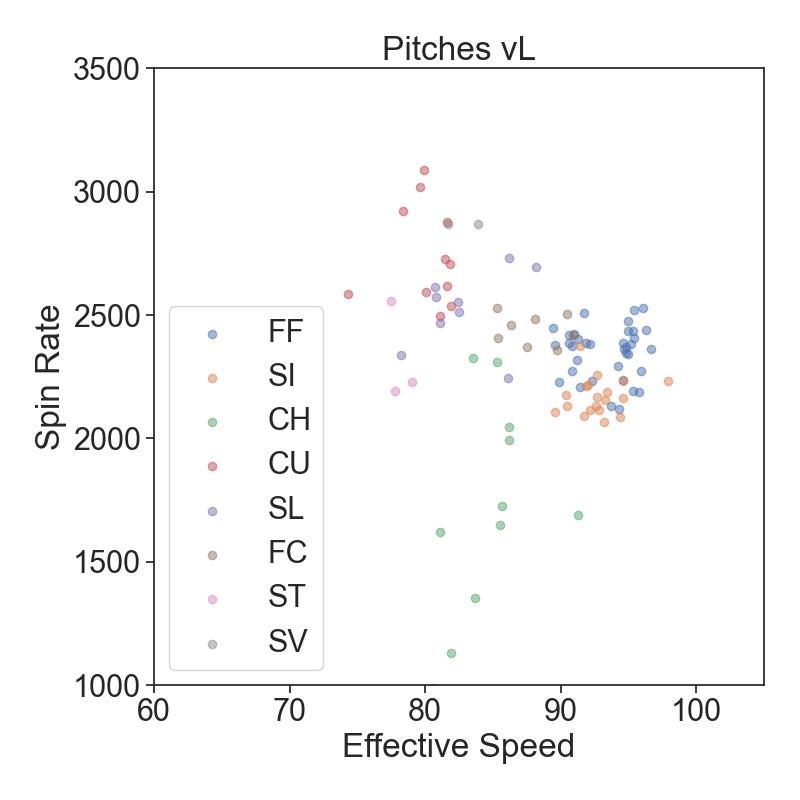 Pitches vL
3500
3000
2500
2000
1500
1000
Spin Rate
FF
SI
CH
CU
SL
FC
ST
SV
60 70 80 90 100
Effective Speed